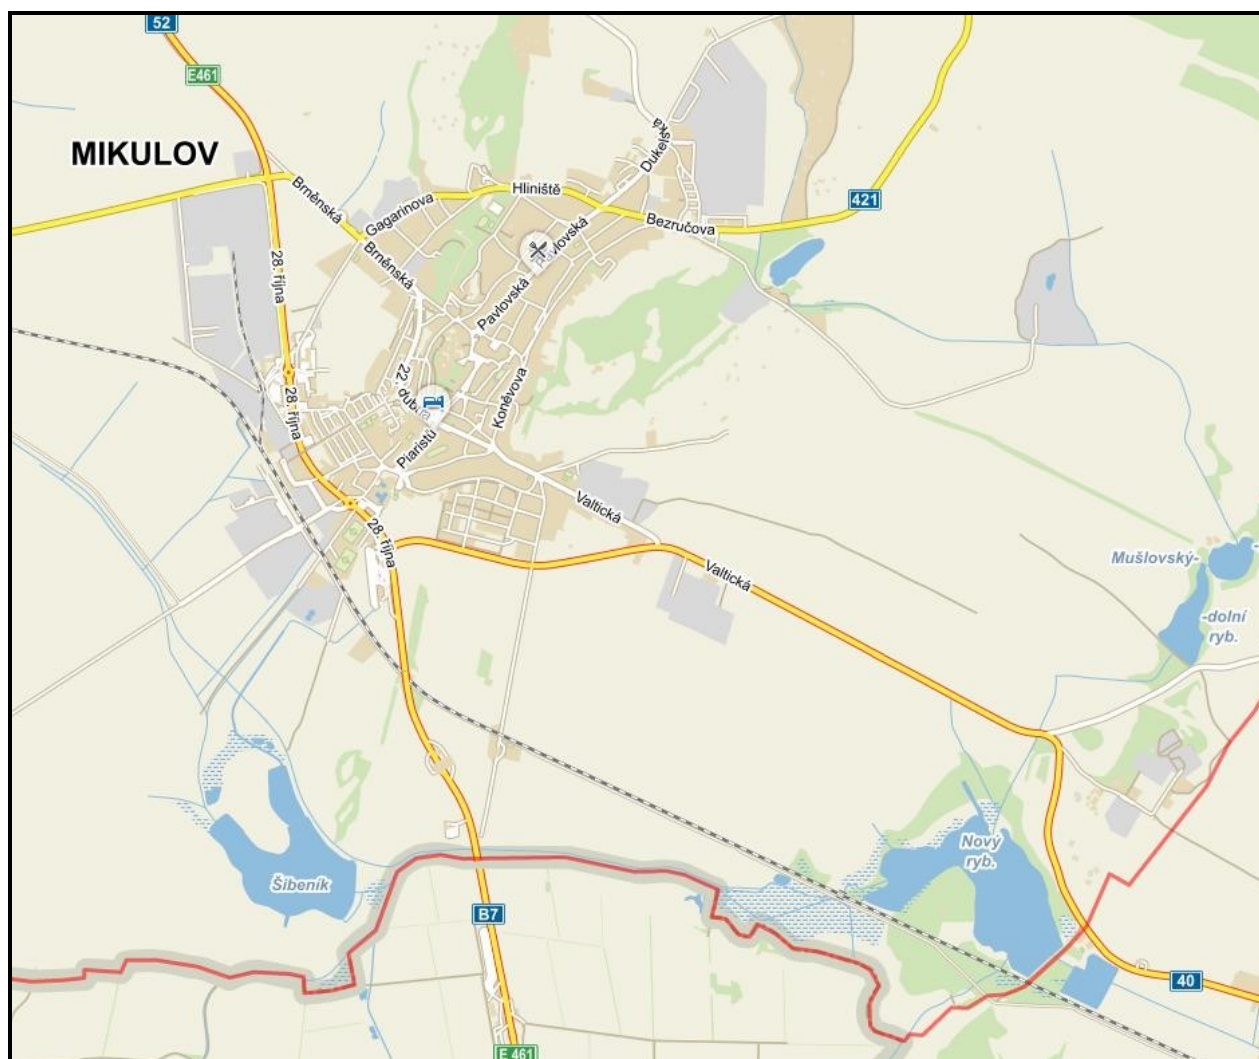 52
E461
MIKULOV
Dukelská
Brněnská
Gagarinova
Hliniště
421
Bezručova
Pavlovská
Brněnská
28. října
Pavlovská
22. dubna
28. října
Koněvova
Piaristů
Valtická
28. října
Mušlovský-
Valtická
-dolní
ryb.
Nový
ryb.
Šibeník
B7
40
E 461